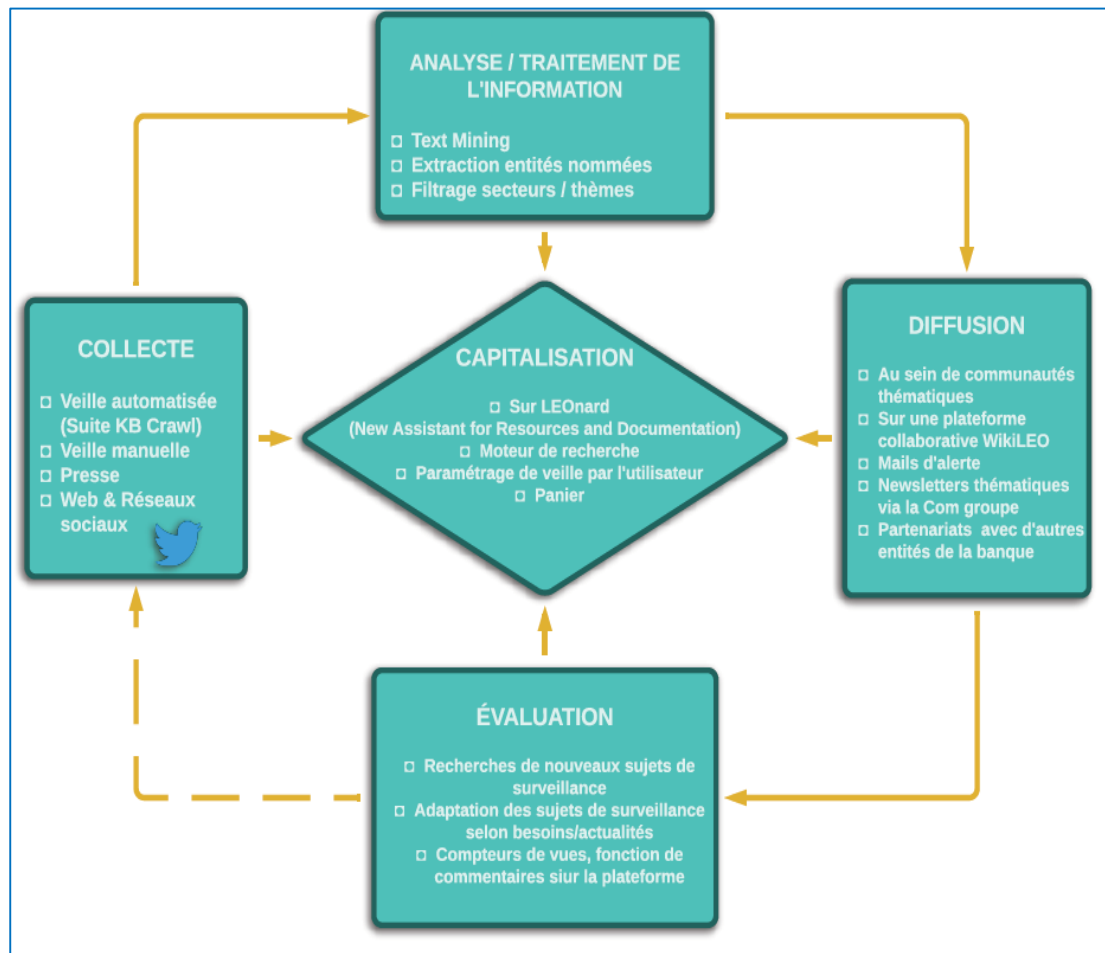 ANALYSE / TRAITEMENT DE
L'INFORMATION
Text Mining
Extraction entités nommées
Filtrage secteurs / thèmes
COLLECTE
Veille automatisée
(Suite KB Crawl)
Veille manuelle
Presse
Web & Réseaux
sociaux
CAPITALISATION
Sur LEOnard
(New Assistant for Resources and Documentation)
Moteur de recherche
Paramétrage de veille par l'utilisateur
Panier
DIFFUSION
Au sein de communautés
thématiques
Sur une plateforme
collaborative WikiLEO
Mails d'alerte
Newsletters thématiques
via la Com groupe
Partenariats avec d'autres
entités de la banque
ÉVALUATION
Recherches de nouveaux sujets de
surveillance
Adaptation des sujets de surveillance
selon besoins/actualités
Compteurs de vues, fonction de
commentaires siur la plateforme